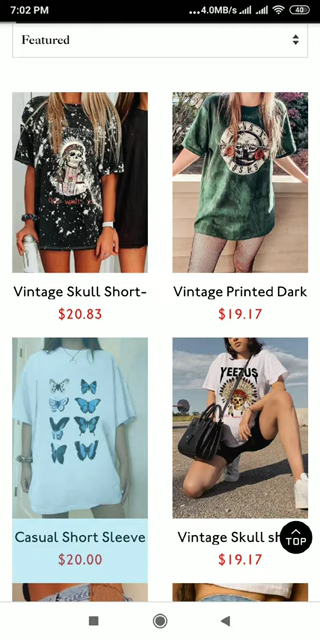 7:02 PM
...4.0MB/s
40
Featured
Vintage Skull Short-
$20.83
Vintage Printed Dark
$19.17
YEEZUS
Casual Short Sleeve
$20.00
Vintage Skull sh
$19.17
TOP